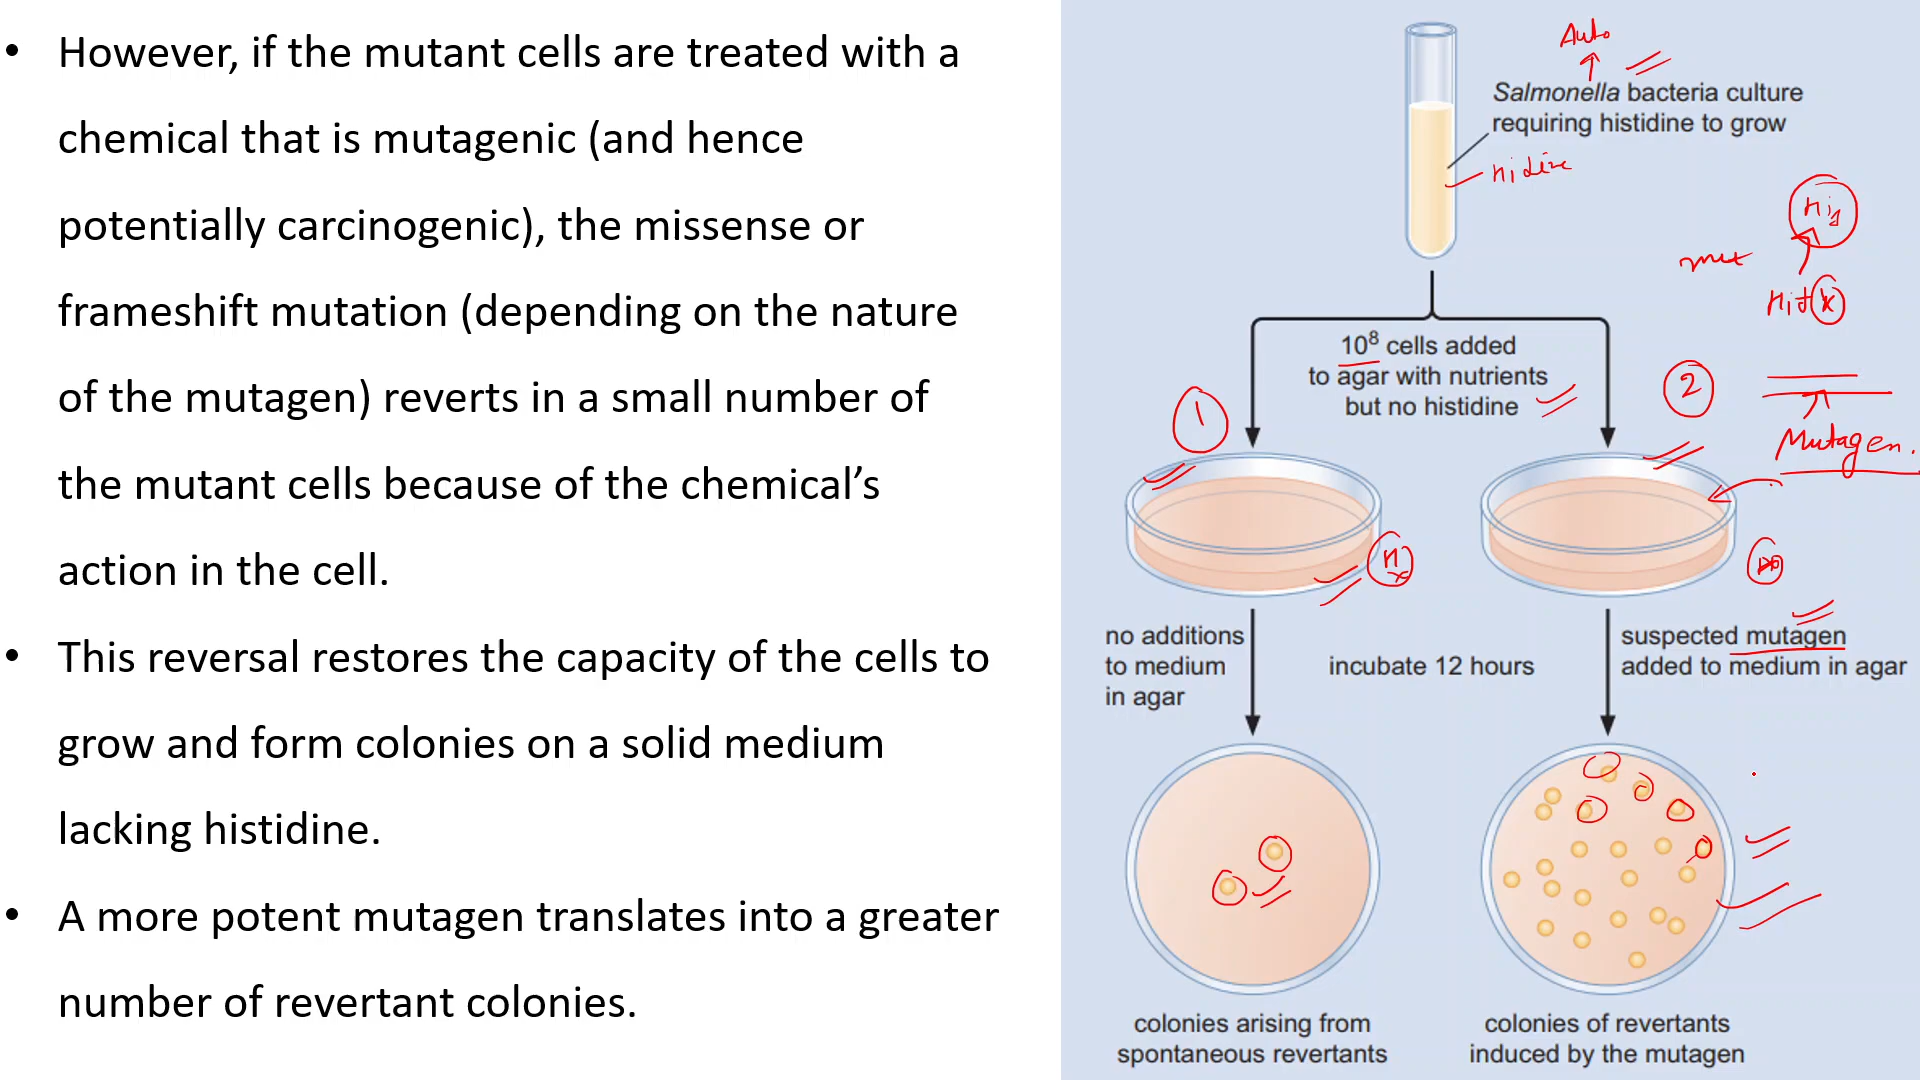 • However, if the mutant cells are treated with a
chemical that is mutagenic (and hence
potentially carcinogenic), the missense or
frameshift mutation (depending on the nature
of the mutagen) reverts in a small number of
the mutant cells because of the chemical’s
action in the cell.
• This reversal restores the capacity of the cells to
grow and form colonies on a solid medium
lacking histidine.
• A more potent mutagen translates into a greater
number of revertant colonies.
Auto
Salmonella bacteria culture
requiring histidine to grow
His
10⁸ cells added
to agar with nutrients
but no histidine
1
2
Mutagen.
no additions
to medium
in agar
incubate 12 hours
suspected mutagen
added to medium in agar
colonies arising from
spontaneous revertants
colonies of revertants
induced by the mutagen